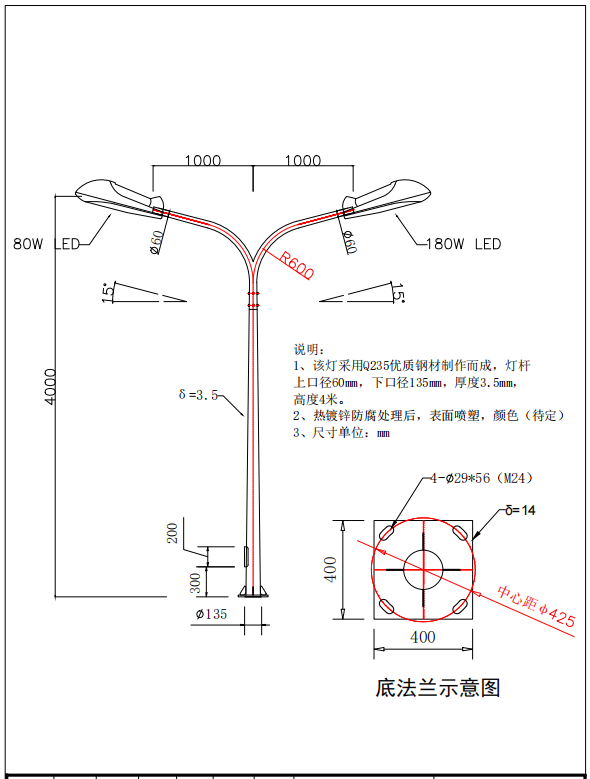 1000
1000
80W LED
180W LED
ø60
ø60
R600
15°
15°
4000
δ=3.5
说明:
1、该灯采用Q235优质钢材制作而成，灯杆
上口径60mm，下口径135mm，厚度3.5mm，
高度4米。
2、热镀锌防腐处理后，表面喷塑，颜色（待定）
3、尺寸单位：mm
4-ø29*56（M24）
δ=14
200
300
ø135
400
400
中心距φ425
底法兰示意图